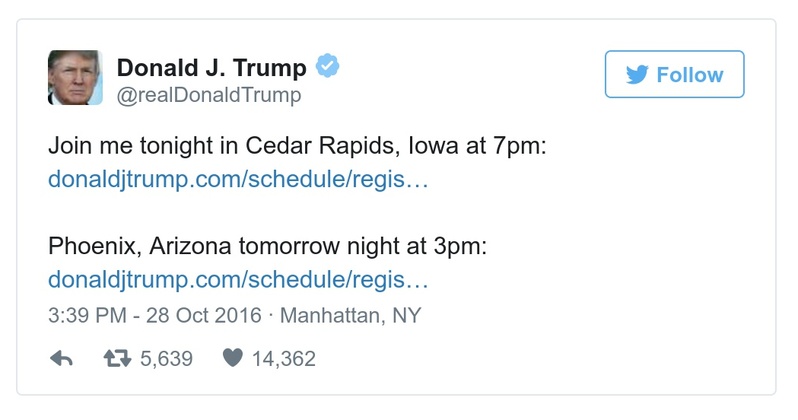 Donald J. Trump
@realDonaldTrump
Follow
Join me tonight in Cedar Rapids, Iowa at 7pm:
donaldjtrump.com/schedule/regis…
Phoenix, Arizona tomorrow night at 3pm:
donaldjtrump.com/schedule/regis…
3:39 PM - 28 Oct 2016 · Manhattan, NY
5,639 14,362